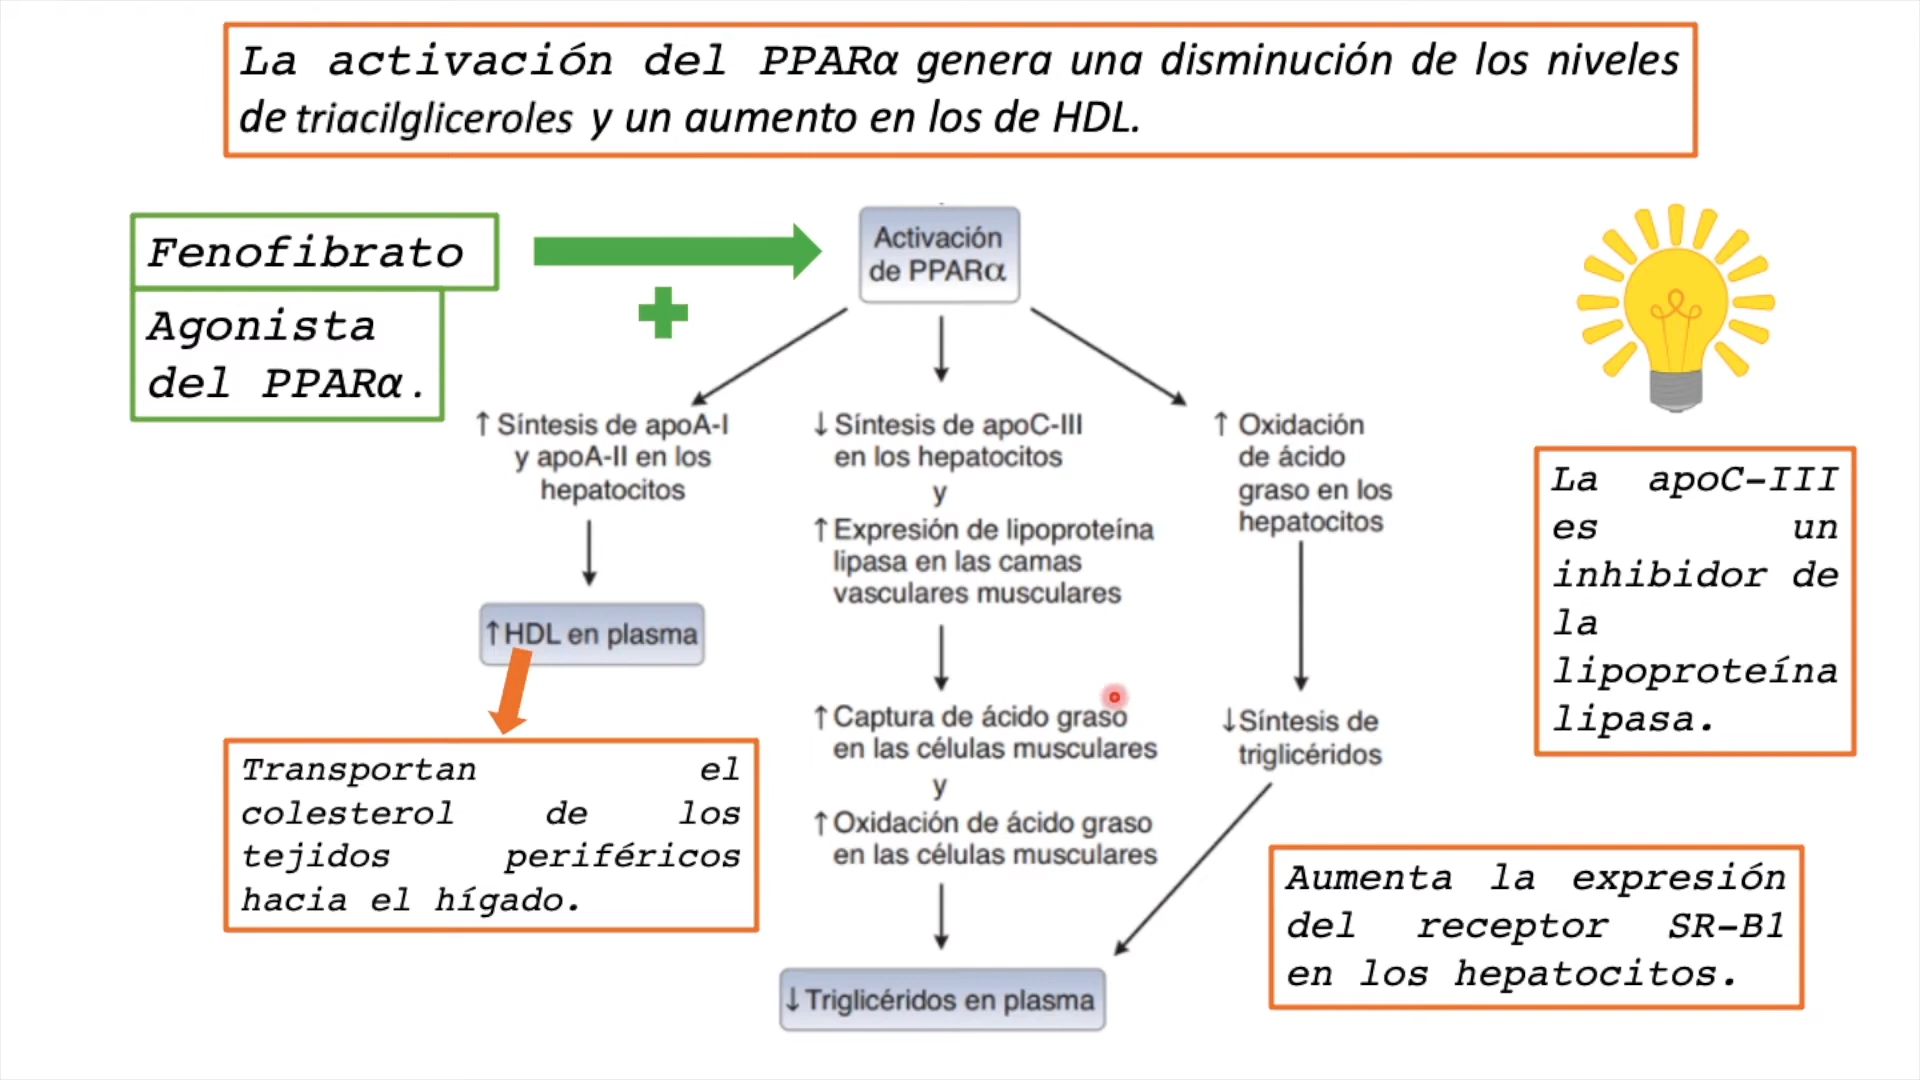 La activación del PPARα genera una disminución de los niveles
de triacilgliceroles y un aumento en los de HDL.
Fenofibrato
Agonista
del PPARα.
Activación
de PPARα
↑ Síntesis de apoA-I
y apoA-II en los
hepatocitos
↑ HDL en plasma
Transportan el
colesterol de los
tejidos periféricos
hacia el hígado.
↓ Síntesis de apoC-III
en los hepatocitos
y
↑ Expresión de lipoproteína
lipasa en las camas
vasculares musculares
↑ Captura de ácido graso
en las células musculares
y
↑ Oxidación de ácido graso
en las células musculares
↑ Oxidación
de ácido
graso en los
hepatocitos
↓ Síntesis de
triglicéridos
↓ Triglicéridos en plasma
La apoC-III
es un
inhibidor de
la
lipoproteína
lipasa.
Aumenta la expresión
del receptor SR-B1
en los hepatocitos.